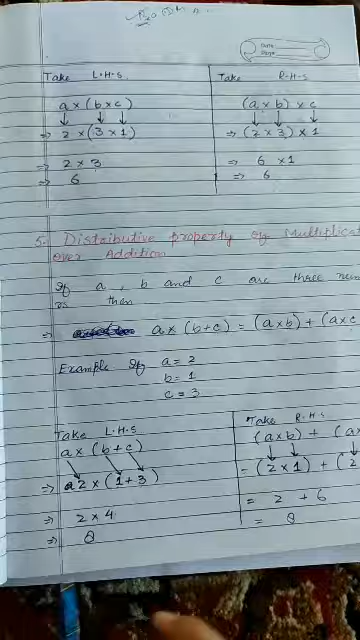 Date
Page
Take L.H.S
a × (b × c)
⇒ 2 × (3 × 1)
2 × 3
⇒ 6
Take R.H.S
(a × b) × c
⇒ (2 × 3) × 1
⇒ 6 × 1
⇒ 6
5. Distributive property of Multiplicat
over Addition
If a, b and c are three
then
⇒ a × (b + c) = (a × b) + (a × c
Example If a = 2
b = 1
c = 3
Take L.H.S
a × (b + c)
⇒ 2 × (1 + 3)
⇒ 2 × 4
⇒ 8
Take R.H.S
(a × b) + (a ×
= (2 × 1) + (2
= 2 + 6
= 8